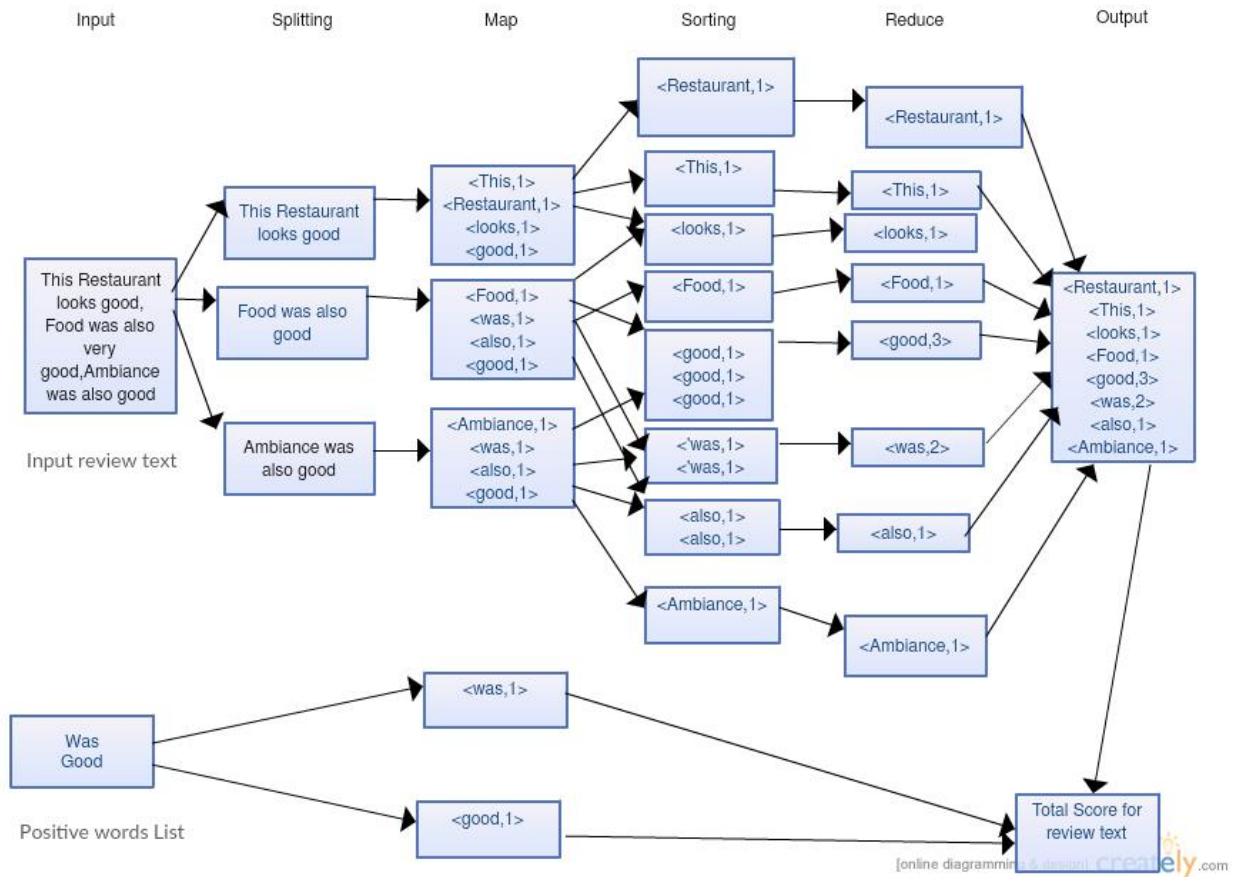 Input
Splitting
Map
Sorting
Reduce
Output
This Restaurant
looks good,
Food was also
very
good,Ambiance
was also good
Input review text
This Restaurant
looks good
Food was also
good
Ambiance was
also good
<This,1>
<Restaurant,1>
<looks,1>
<good,1>
<Food,1>
<was,1>
<also,1>
<good,1>
<Ambiance,1>
<was,1>
<also,1>
<good,1>
<Restaurant,1>
<This,1>
<looks,1>
<Food,1>
<good,1>
<good,1>
<good,1>
<'was,1>
<'was,1>
<also,1>
<also,1>
<Ambiance,1>
<Restaurant,1>
<This,1>
<looks,1>
<Food,1>
<good,3>
<was,2>
<also,1>
<Ambiance,1>
<Restaurant,1>
<This,1>
<looks,1>
<Food,1>
<good,3>
<was,2>
<also,1>
<Ambiance,1>
Was
Good
Positive words List
<was,1>
<good,1>
Total Score for
review text
[online diagramming & design] creately.com